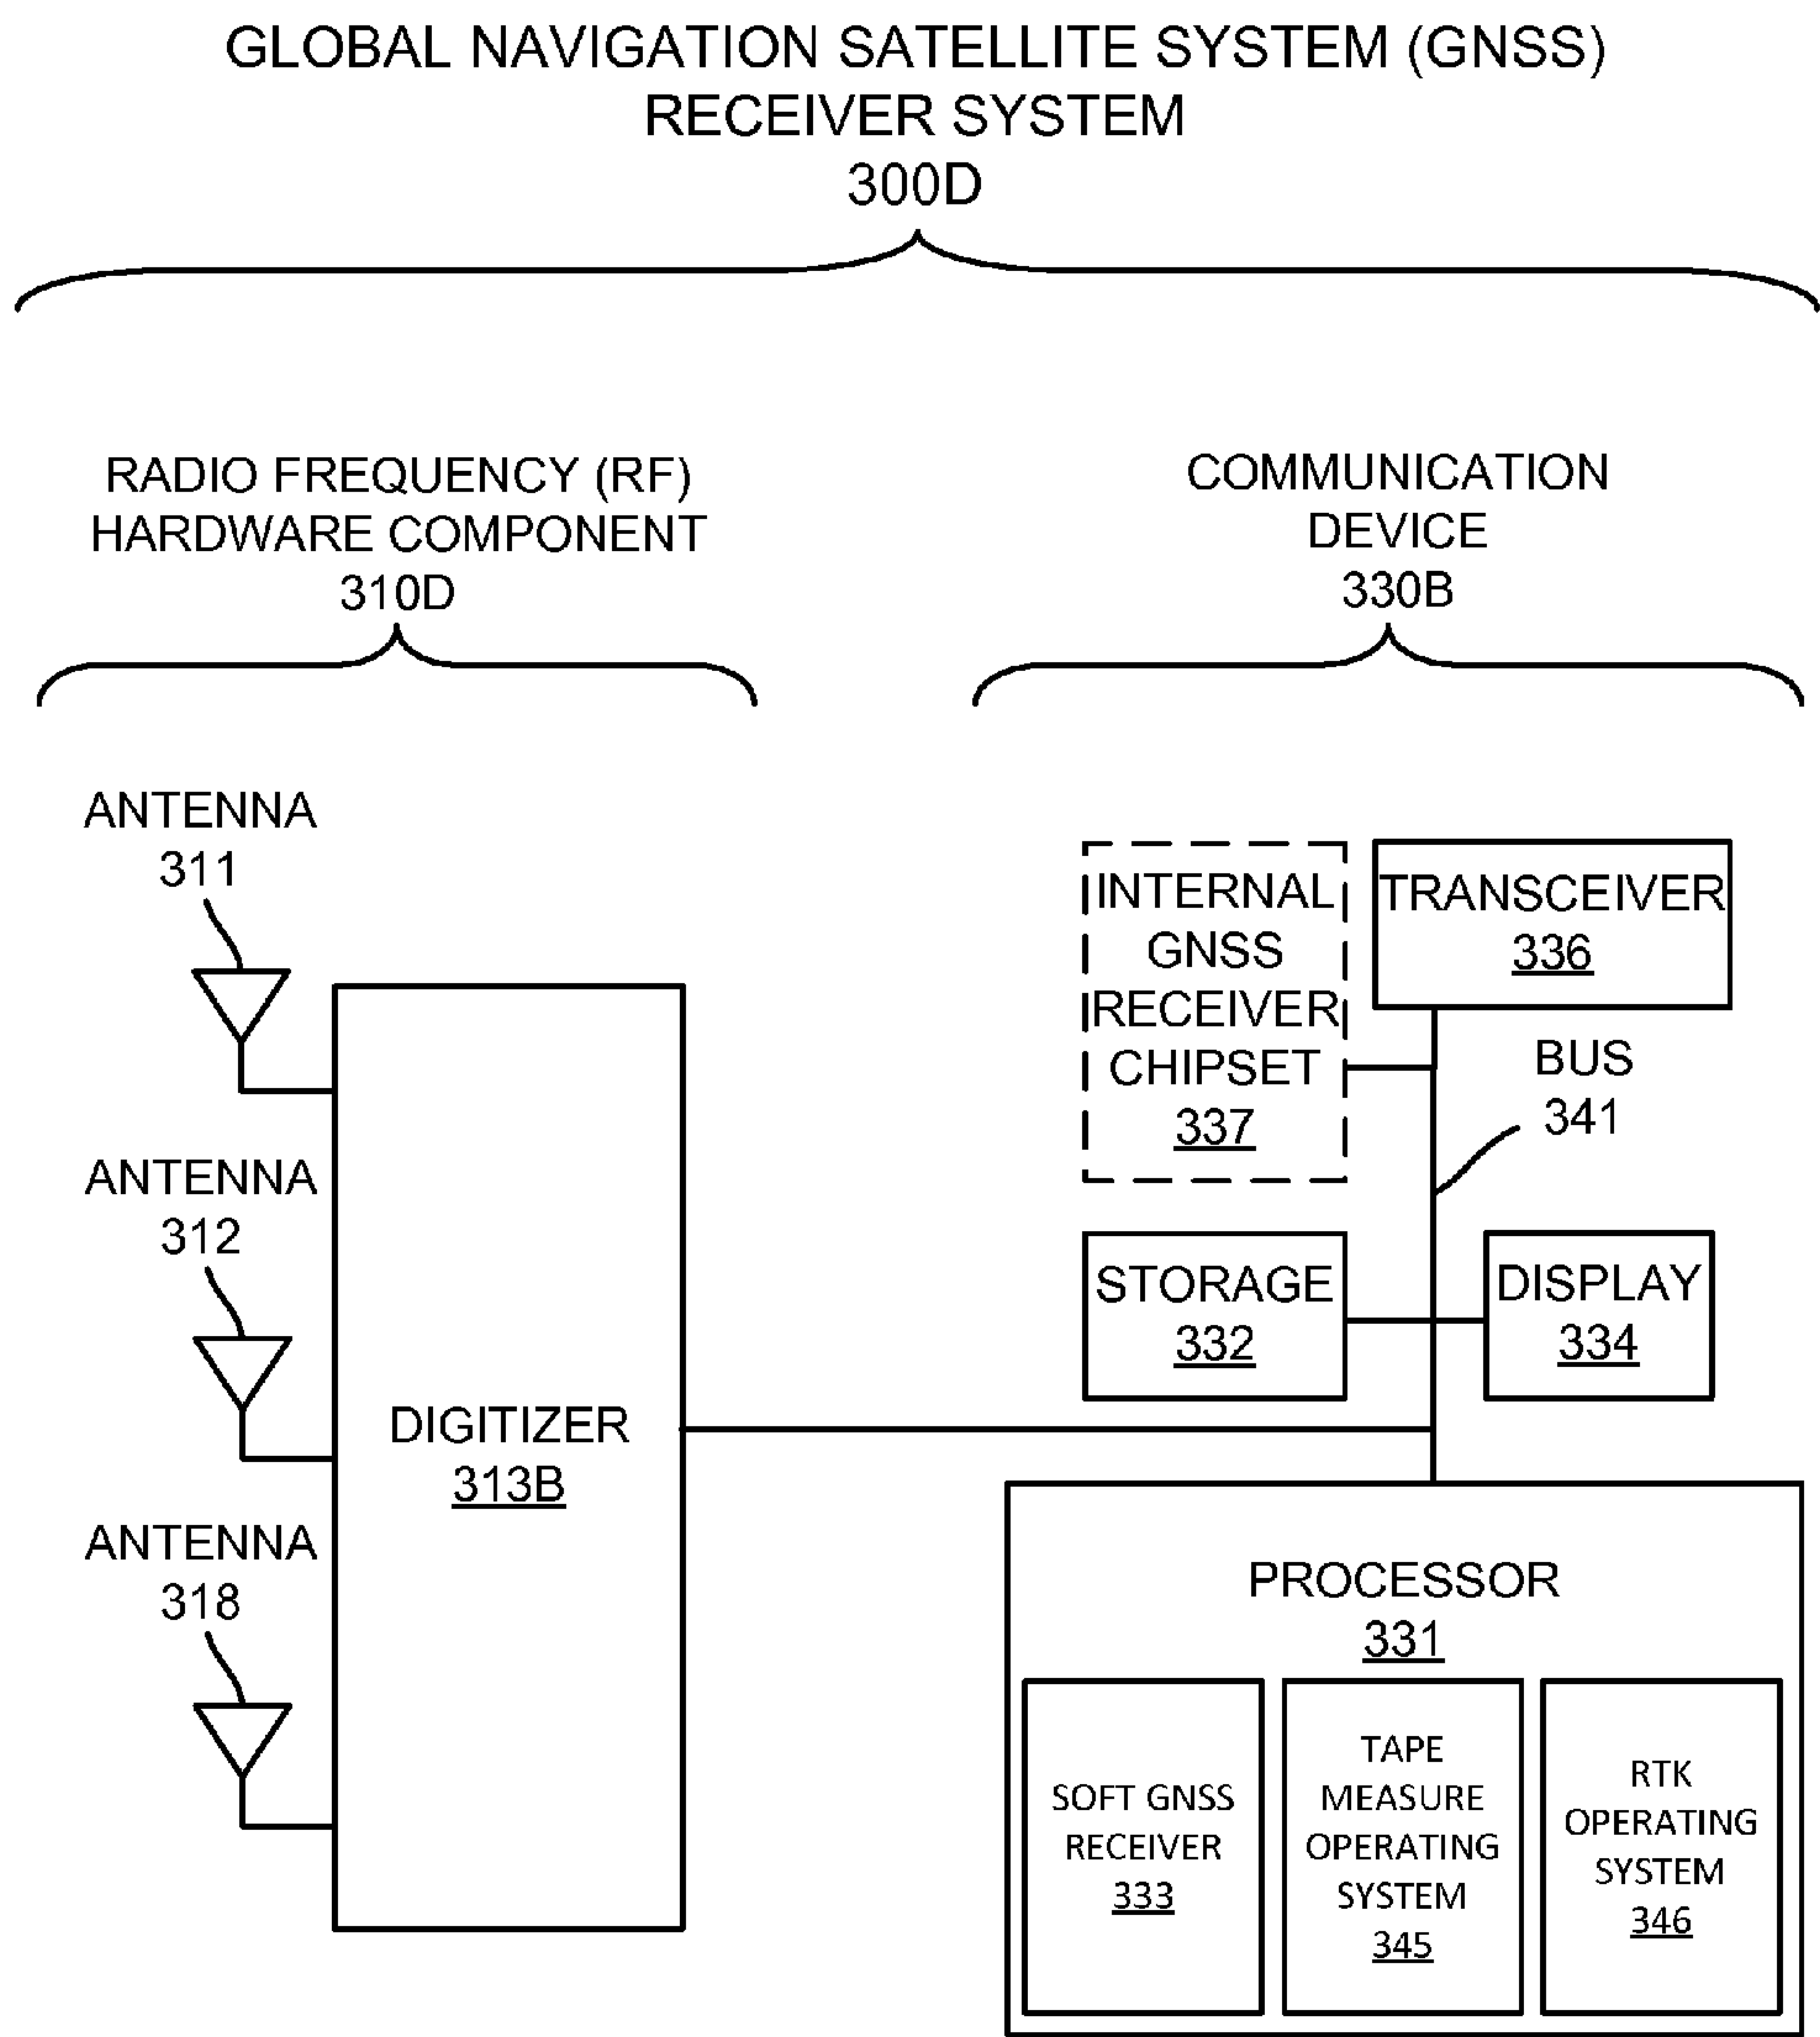 GLOBAL NAVIGATION SATELLITE SYSTEM (GNSS)
RECEIVER SYSTEM
300D
RADIO FREQUENCY (RF)
HARDWARE COMPONENT
310D
COMMUNICATION
DEVICE
330B
ANTENNA
311
ANTENNA
312
ANTENNA
318
DIGITIZER
313B
INTERNAL
GNSS
RECEIVER
CHIPSET
337
TRANSCEIVER
336
BUS
341
STORAGE
332
DISPLAY
334
PROCESSOR
331
SOFT GNSS
RECEIVER
333
TAPE
MEASURE
OPERATING
SYSTEM
345
RTK
OPERATING
SYSTEM
346